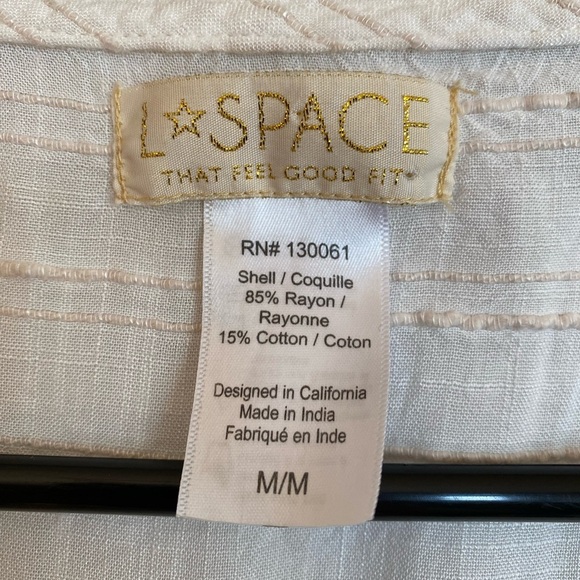 L☆SPACE
THAT FEEL GOOD FIT
RN# 130061
Shell / Coquille
85% Rayon /
Rayonne
15% Cotton / Coton
Designed in California
Made in India
Fabriqué en Inde
M/M